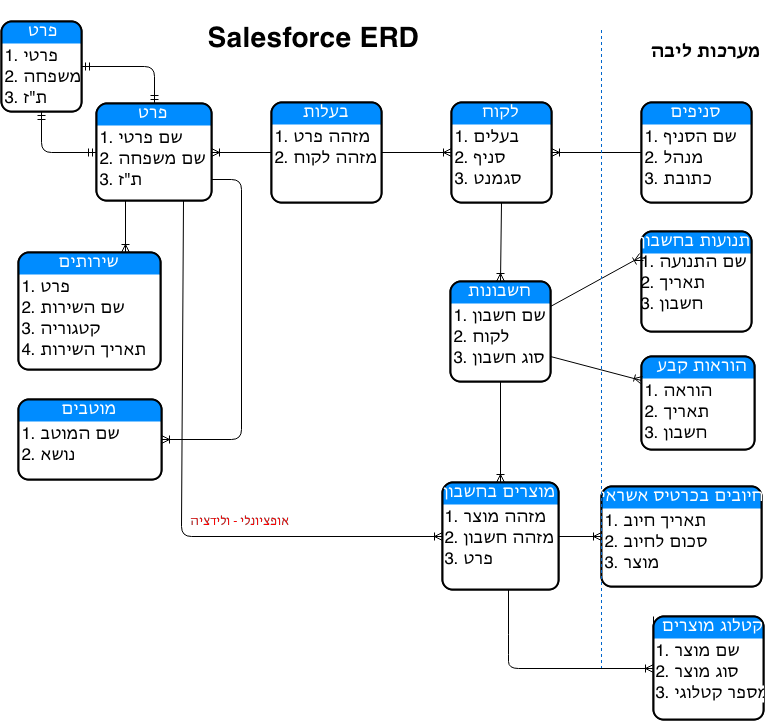 Salesforce ERD
מערכות ליבה
פרט
1. פרטי
2. משפחה
3. ת"ז
פרט
1. שם פרטי
2. שם משפחה
3. ת"ז
בעלות
1. מזהה פרט
2. מזהה לקוח
לקוח
1. בעלים
2. סניף
3. סגמנט
סניפים
1. שם הסניף
2. מנהל
3. כתובת
שירותים
1. פרט
2. שם השירות
3. קטגוריה
4. תאריך השירות
חשבונות
1. שם חשבון
2. לקוח
3. סוג חשבון
תנועות בחשבון
1. שם התנועה
2. תאריך
3. חשבון
הוראות קבע
1. הוראה
2. תאריך
3. חשבון
מוטבים
1. שם המוטב
2. נושא
אופציונלי - ולידציה
מוצרים בחשבון
1. מזהה מוצר
2. מזהה חשבון
3. פרט
חיובים בכרטיס אשראי
1. תאריך חיוב
2. סכום לחיוב
3. מוצר
קטלוג מוצרים
1. שם מוצר
2. סוג מוצר
3. מספר קטלוגי